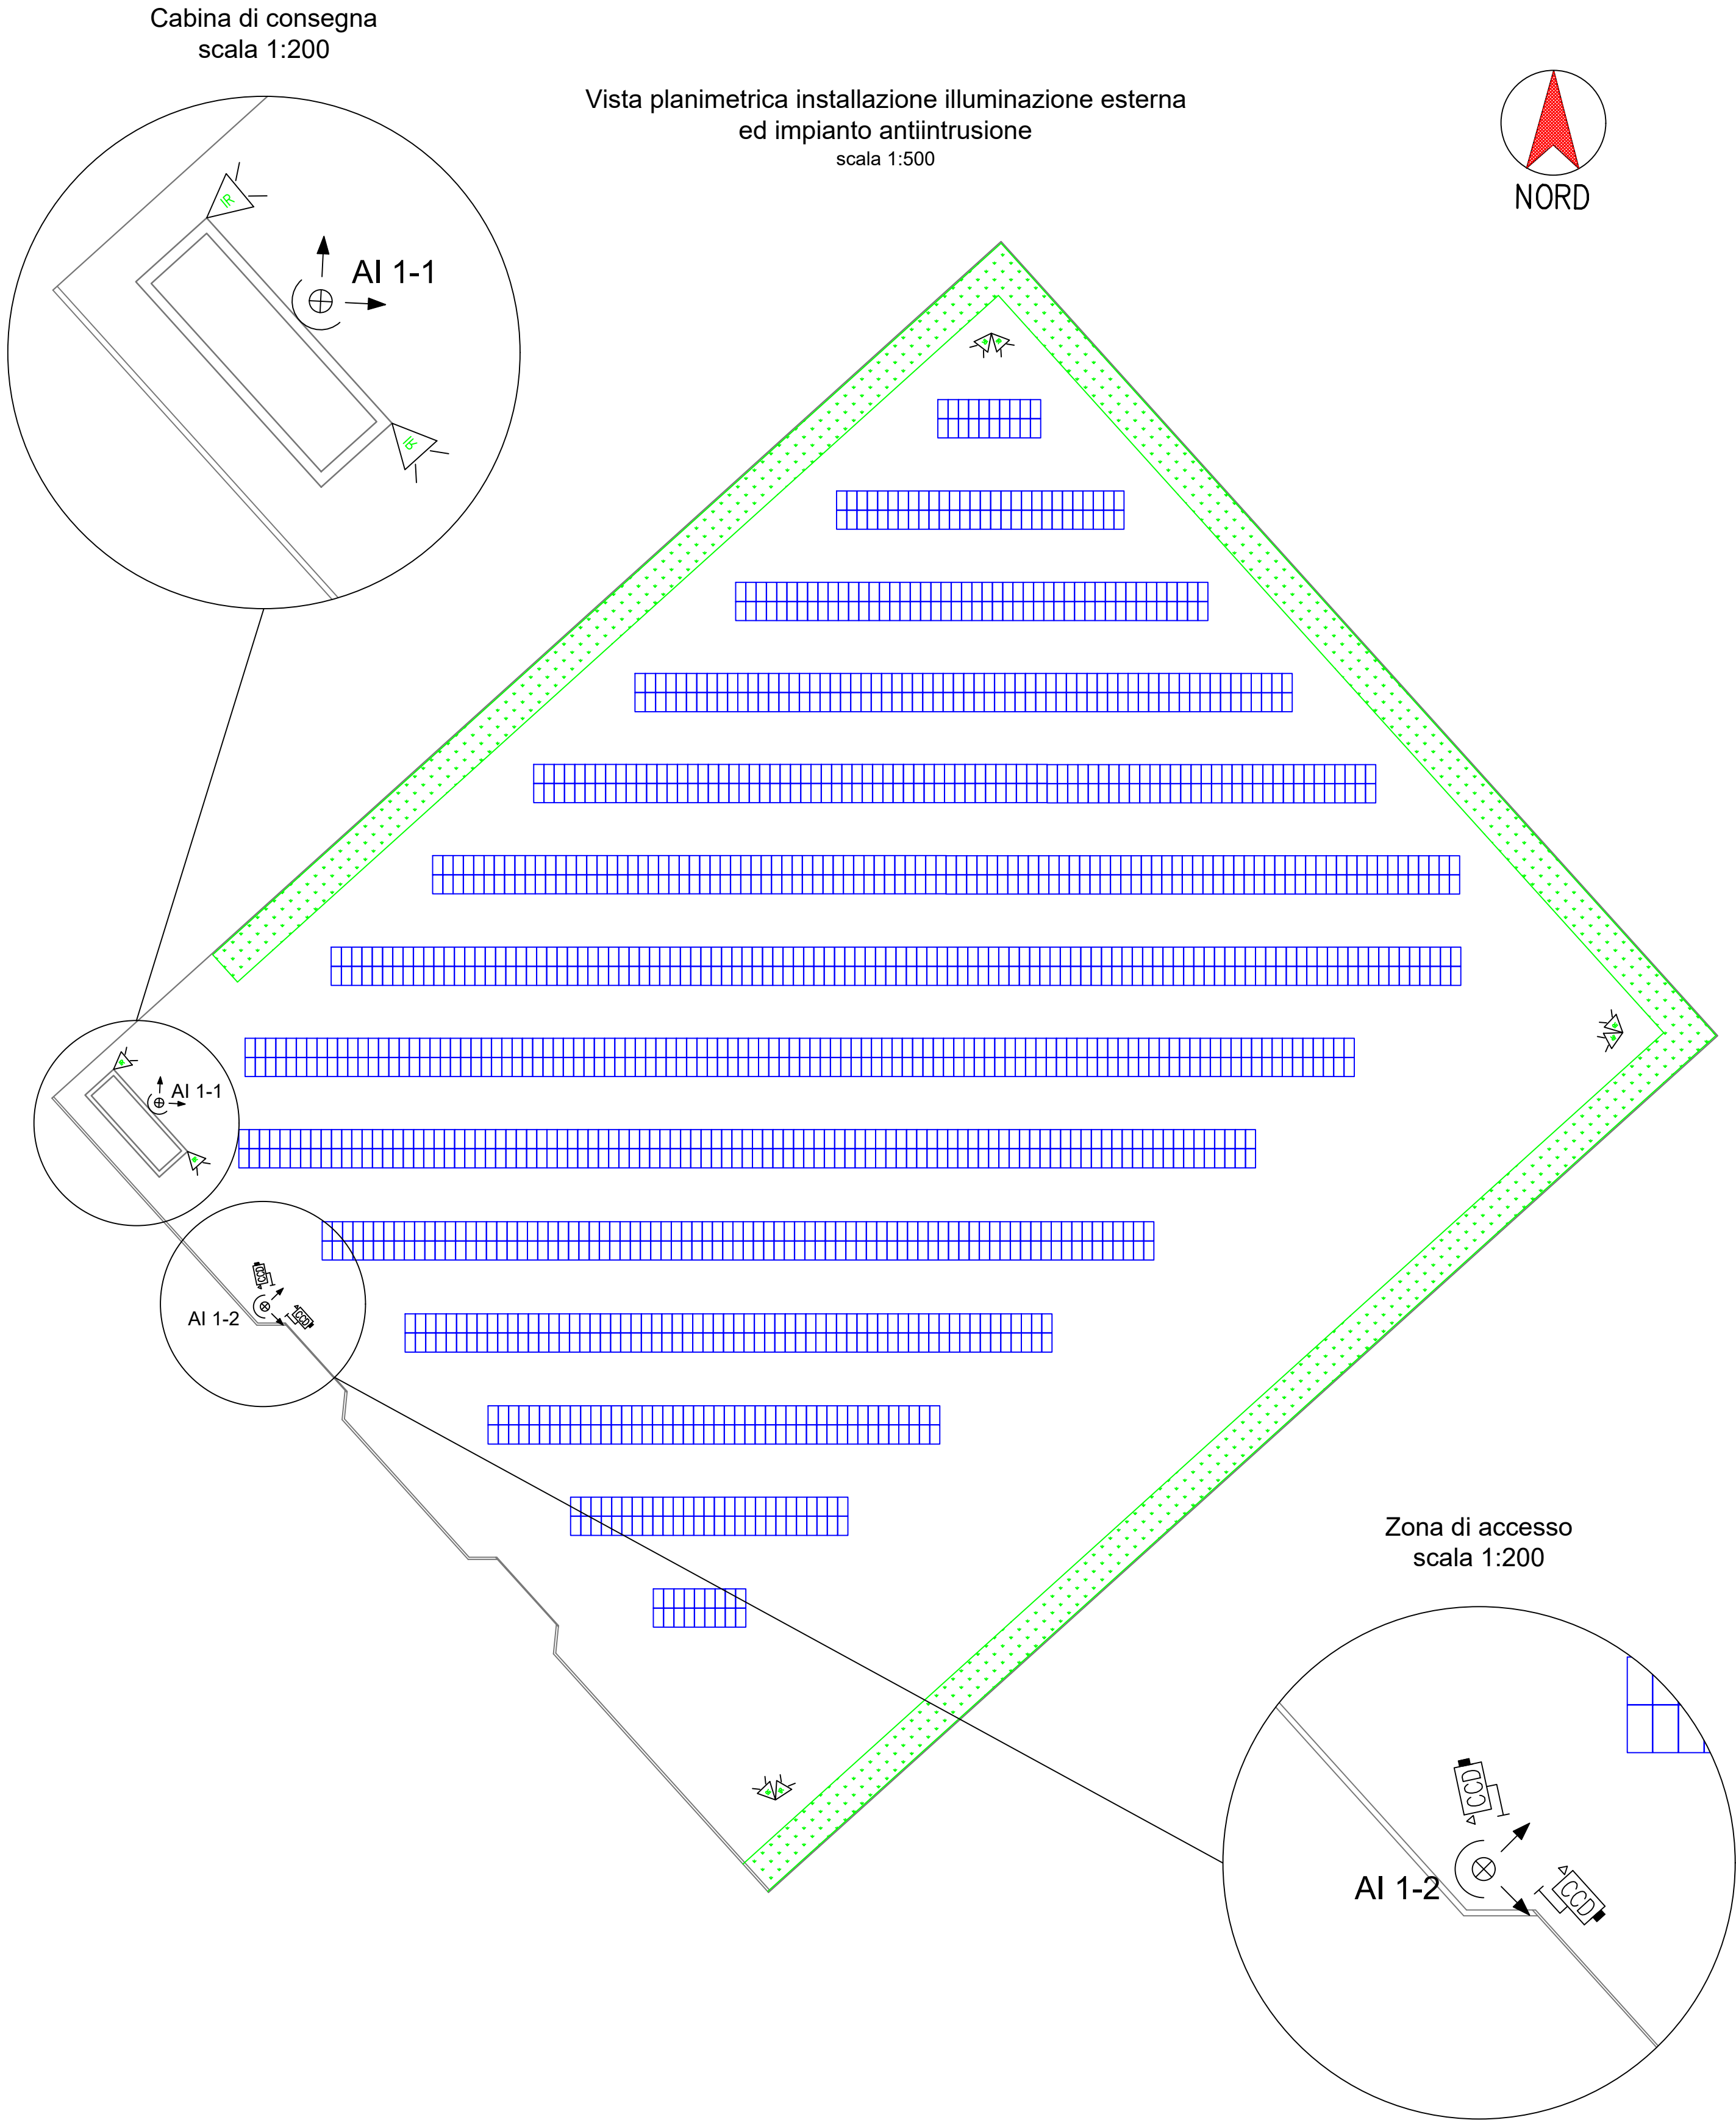 Cabina di consegna
scala 1:200
Vista planimetrica installazione illuminazione esterna
ed impianto antiintrusione
scala 1:500
NORD
IR
AI 1-1
IR
AI 1-1
CCD
CCD
AI 1-2
Zona di accesso
scala 1:200
CCD
CCD
AI 1-2